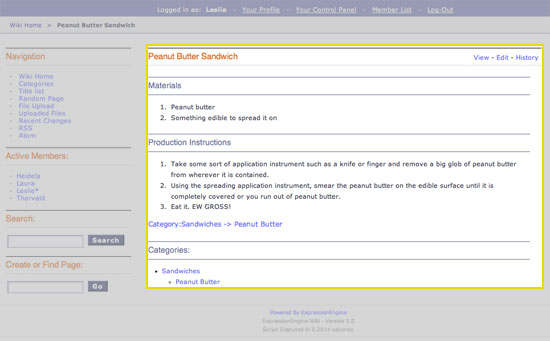 Logged in as: Leslie - Your Profile - Your Control Panel - Member List - Log-Out
Wiki Home » Peanut Butter Sandwich
Navigation
Wiki Home
Categories
Title list
Random Page
File Upload
Uploaded Files
Recent Changes
RSS
Atom
Active Members:
Heidela
Laura
Leslie*
Thorvald
Search:
Search
Create or Find Page:
Go
Peanut Butter Sandwich
View - Edit - History
Materials
1. Peanut butter
2. Something edible to spread it on
Production Instructions
1. Take some sort of application instrument such as a knife or finger and remove a big glob of peanut butter
from wherever it is contained.
2. Using the spreading application instrument, smear the peanut butter on the edible surface until it is
completely covered or you run out of peanut butter.
3. Eat it. EW GROSS!
Category:Sandwiches -> Peanut Butter
Categories:
Sandwiches
Peanut Butter
Powered By ExpressionEngine
ExpressionEngine Wiki - Version 1.0
Script Executed in 0.2014 seconds